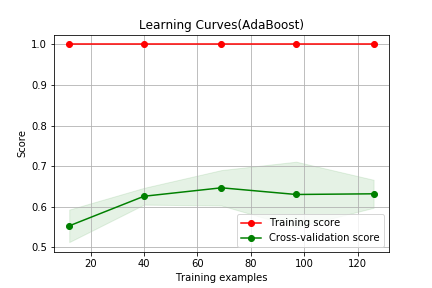 Learning Curves(AdaBoost)
1.0
0.9
0.8
0.7
0.6
0.5
Score
Training score
Cross-validation score
20
40
60
80
100
120
Training examples